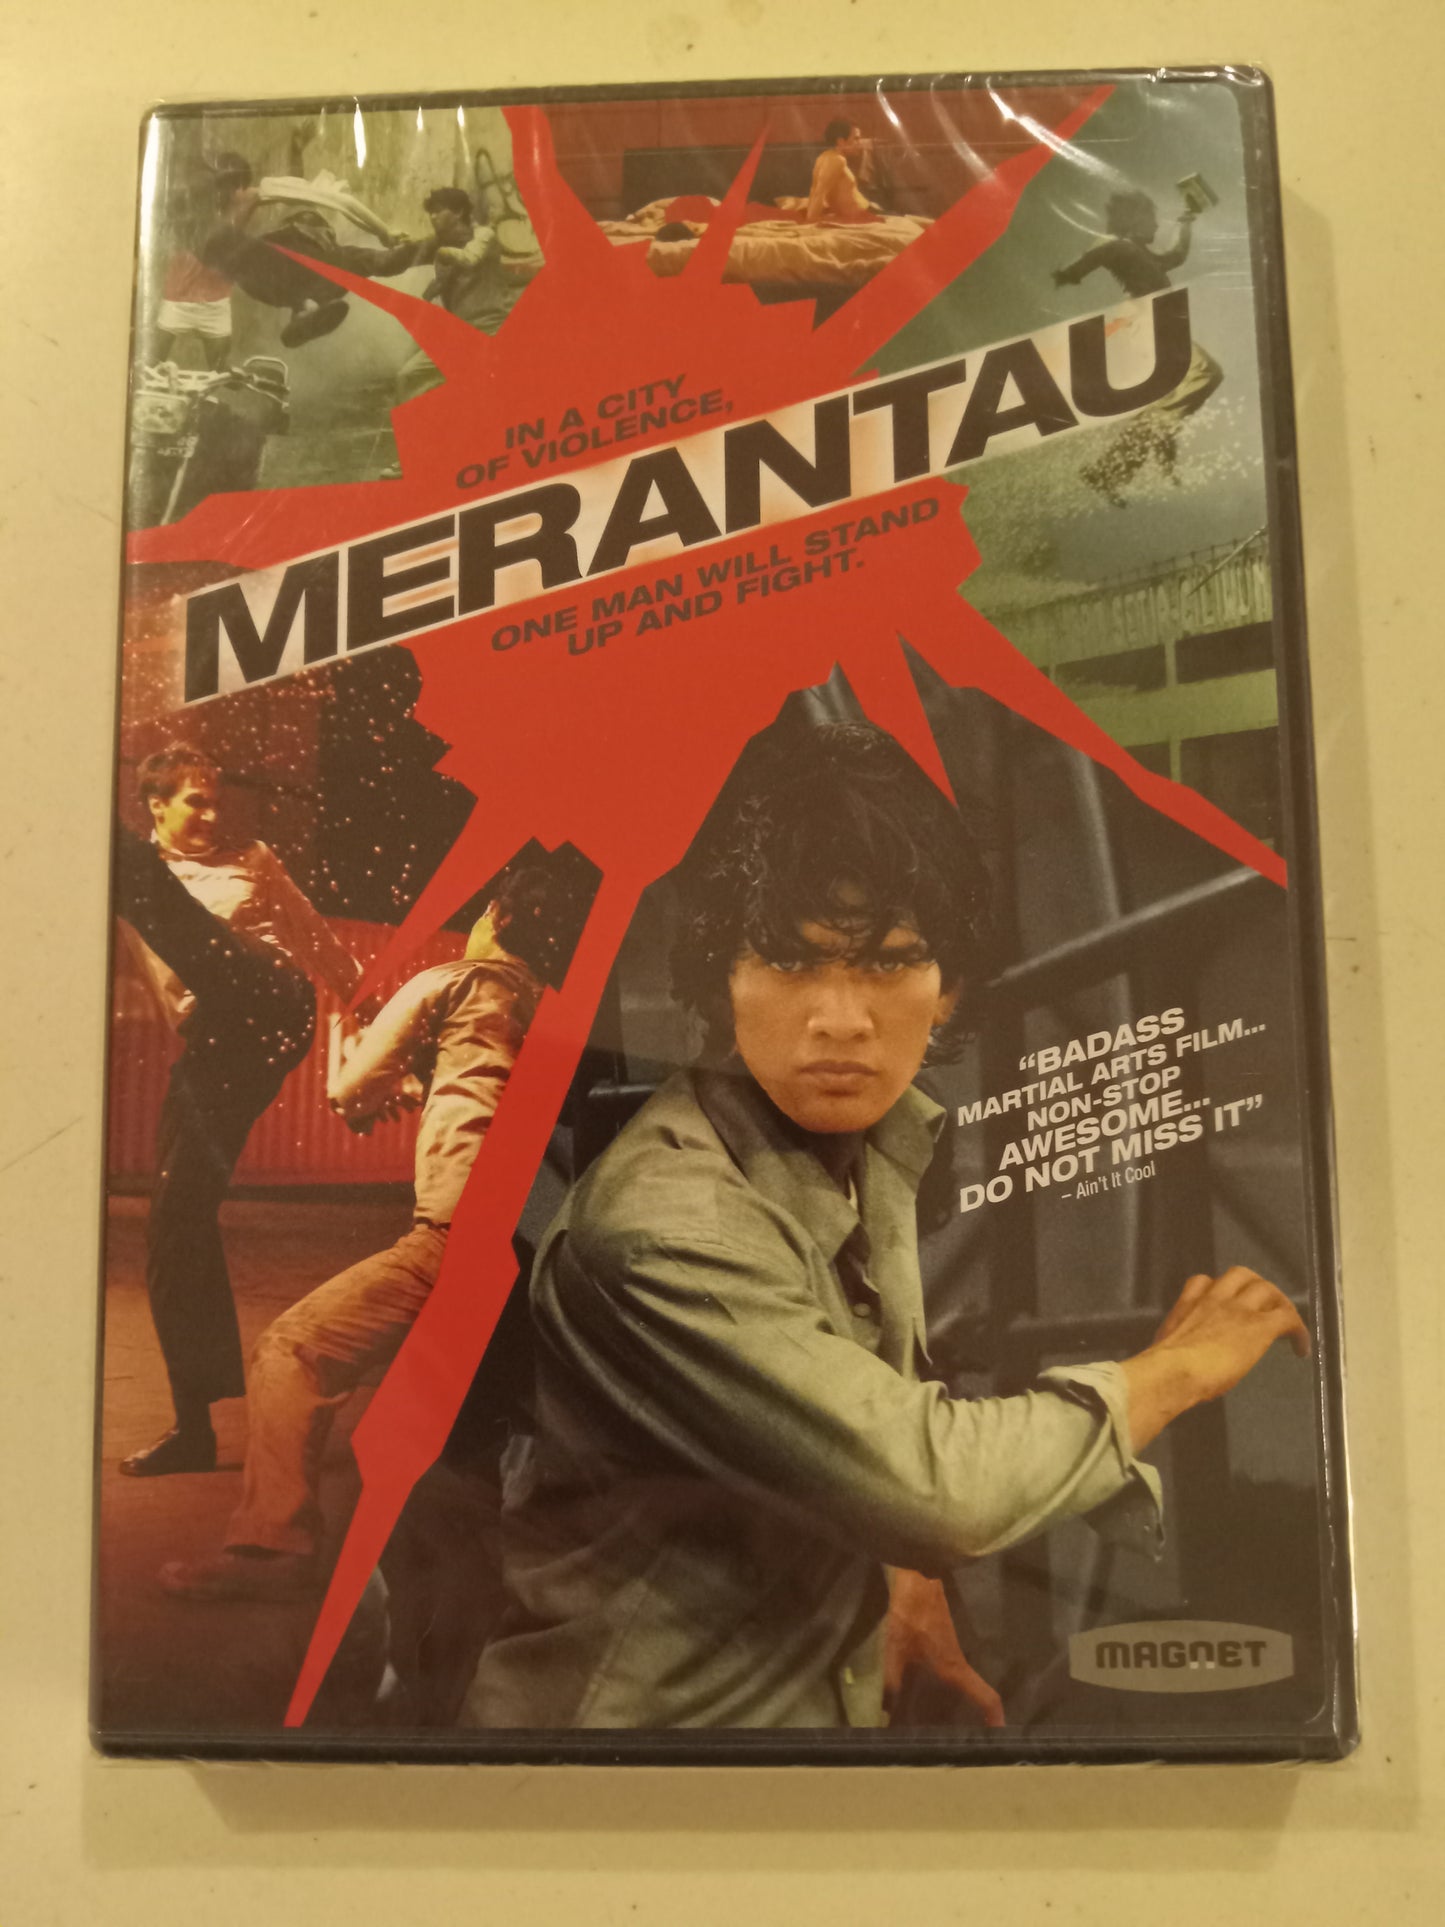 IN A CITY
OF VIOLENCE,
MERANTAU
ONE MAN WILL STAND
UP AND FIGHT.
“BADASS
MARTIAL ARTS FILM...
NON-STOP
AWESOME...
DO NOT MISS IT”
– Ain't It Cool
MAGNET